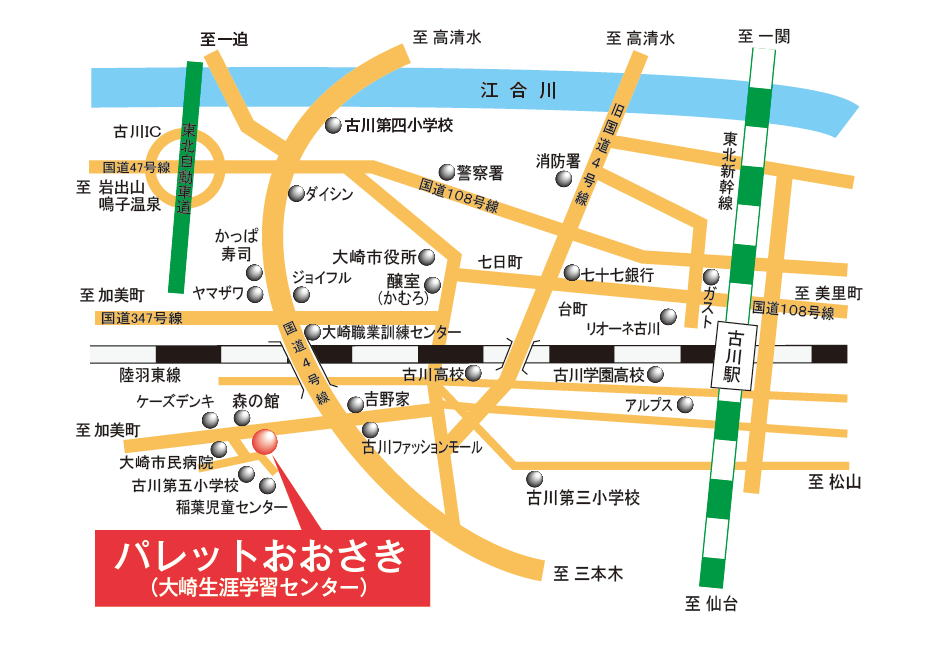 至一迫
至 高清水
至 高清水
至 一関
江合川
古川IC
古川第四小学校
旧国道4号線
東北自動車道
国道47号線
至 岩出山
鳴子温泉
警察署
消防署
東北新幹線
国道108号線
ダイシン
かっぱ
寿司
大崎市役所
七日町
ヤマザワ
ジョイフル
醸室
(かむろ)
七十七銀行
ガスト
至 加美町
至 美里町
国道108号線
台町
リオーネ古川
国道347号線
国道4号線
大崎職業訓練センター
古川駅
陸羽東線
古川高校
古川学園高校
ケーズデンキ
森の館
吉野家
アルプス
至 加美町
古川ファッションモール
大崎市民病院
古川第五小学校
稲葉児童センター
古川第三小学校
至 松山
パレットおおさき
(大崎生涯学習センター)
至 三本木
至 仙台